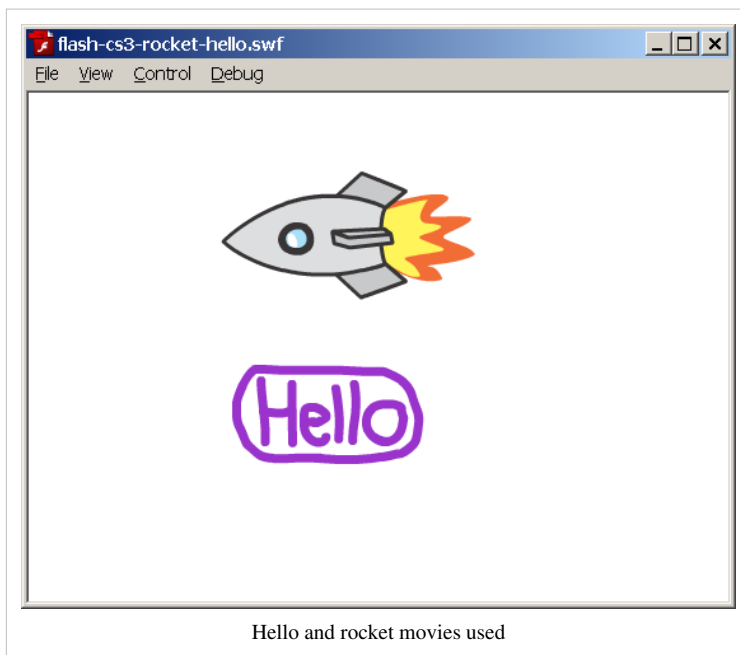 flash-cs3-rocket-hello.swf
File View Control Debug
Hello
Hello and rocket movies used